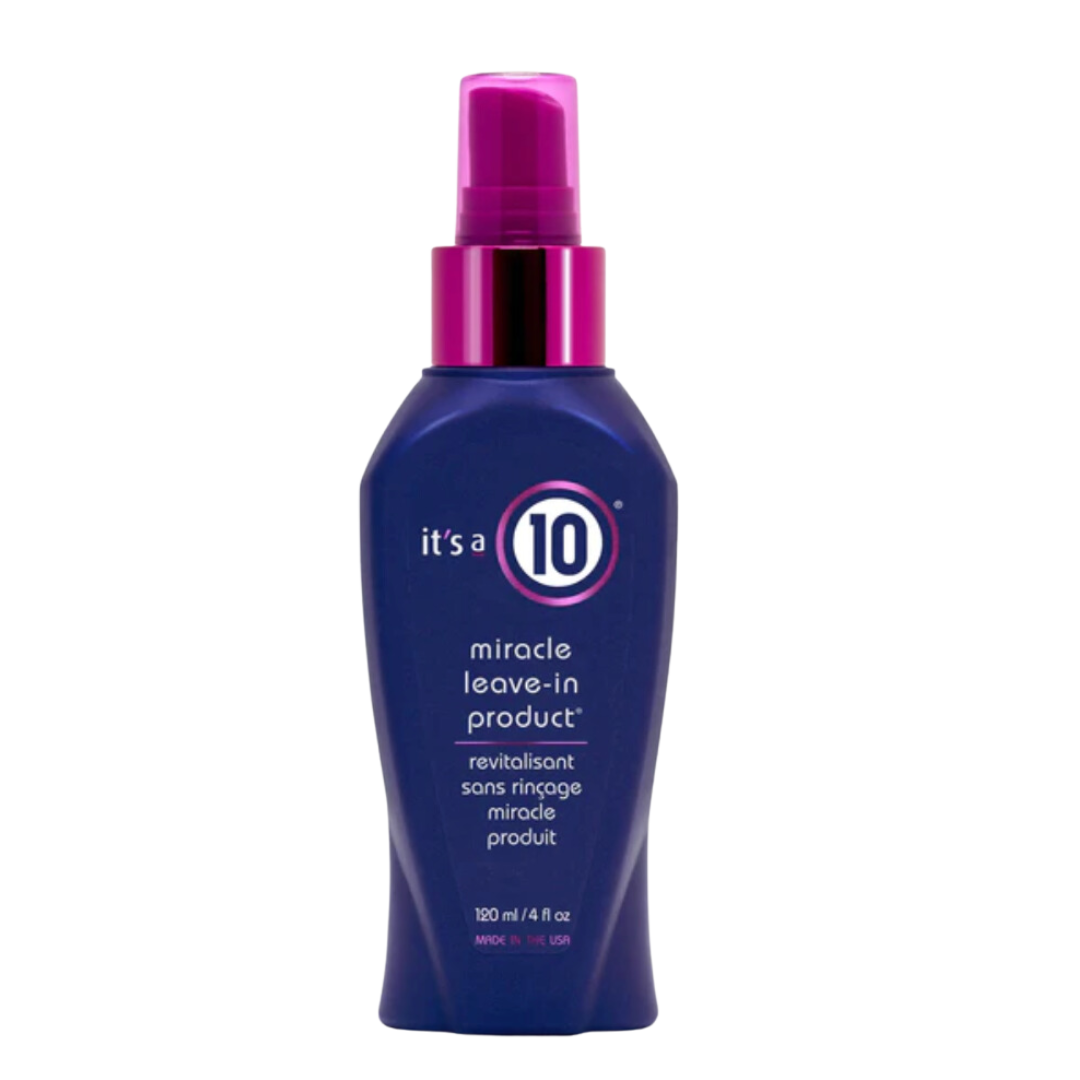 it's a 10®
miracle
leave-in
product®
revitalisant
sans rinçage
miracle
produit
120 ml / 4 fl oz
MADE IN THE USA